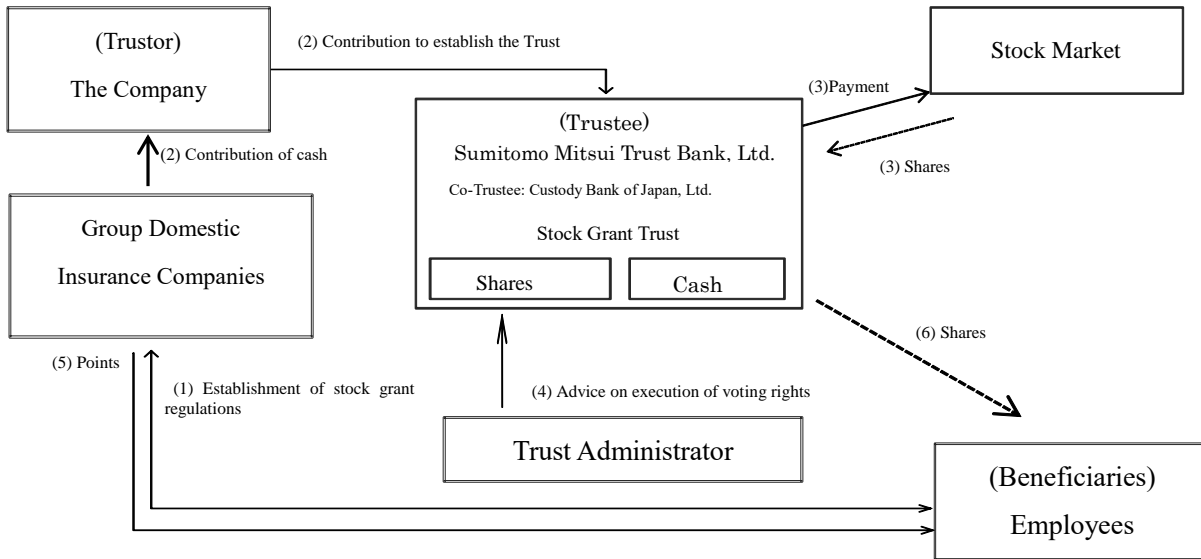 (Trustor)
The Company
(2) Contribution to establish the Trust
Stock Market
(3)Payment
(3) Shares
(2) Contribution of cash
(Trustee)
Sumitomo Mitsui Trust Bank, Ltd.
Co-Trustee: Custody Bank of Japan, Ltd.
Stock Grant Trust
Shares
Cash
Group Domestic
Insurance Companies
(6) Shares
(5) Points
(1) Establishment of stock grant
regulations
(4) Advice on execution of voting rights
Trust Administrator
(Beneficiaries)
Employees